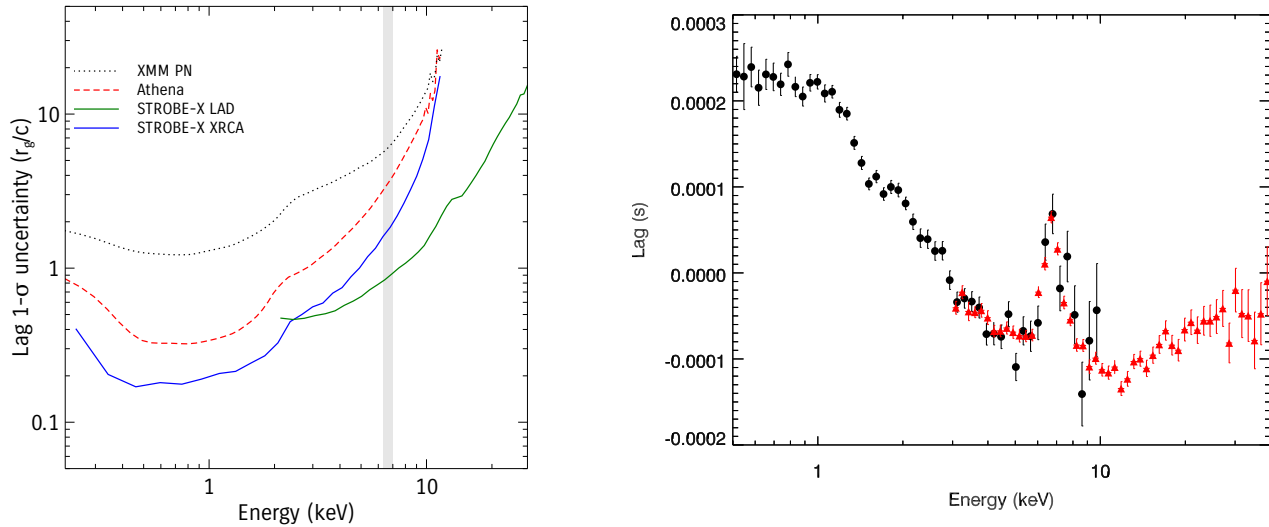 XMM PN
Athena
STROBE-X LAD
STROBE-X XRCA
10
1
0.1
Lag 1-σ uncertainty (rg/c)
1
10
Energy (keV)
0.0003
0.0002
0.0001
0.0000
-0.0001
-0.0002
Lag (s)
1
10
Energy (keV)